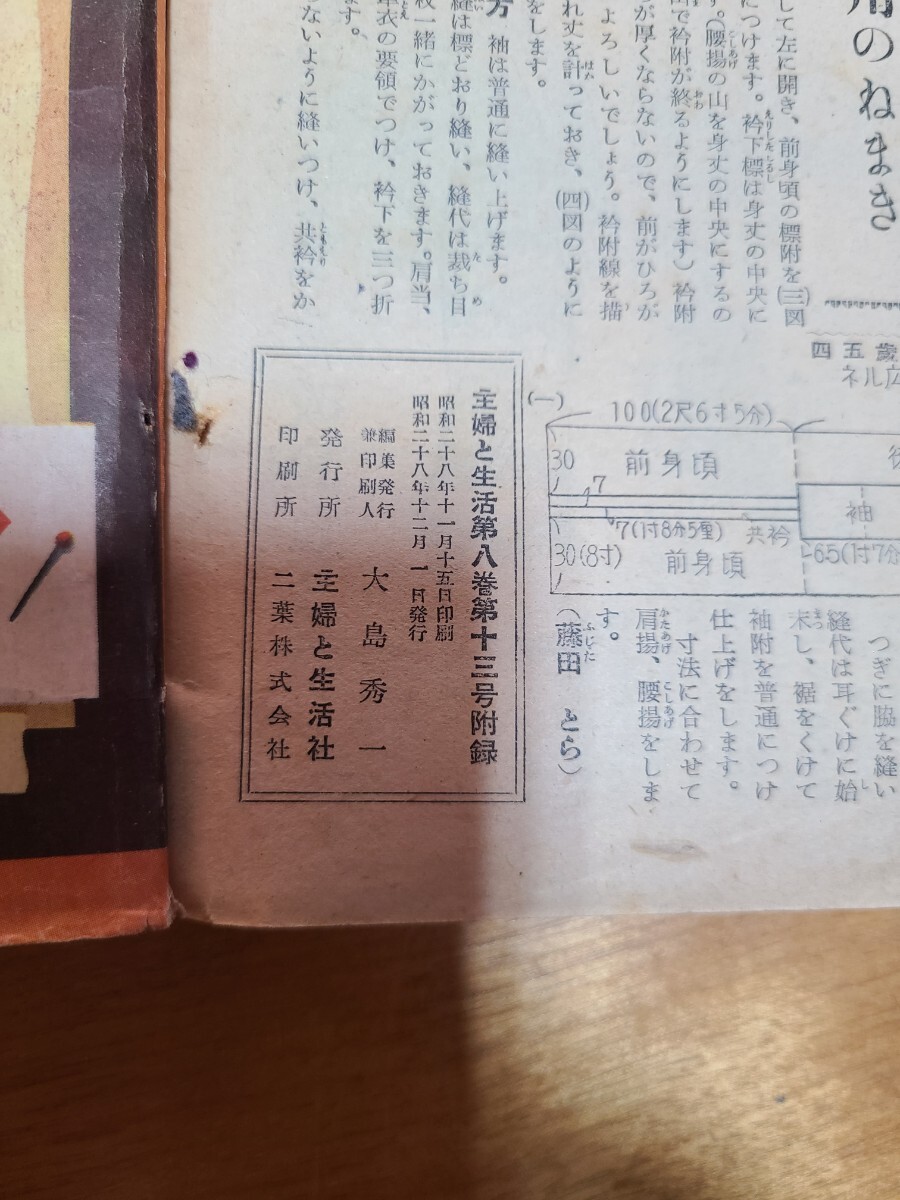 用のねまき
して左に開き、前身頃の標附を(三)図
につけます。衿下標は身丈の中央に
す。(腰揚の山を身丈の中央にするの
で衿附が終るようにします)衿附
が厚くならないので、前がひろが
よろしいでしょう。衿附線を描
れ丈を計っておき、(四)図のように
をします。
方 袖は普通に縫い上げます。
縫は標どおり縫い、縫代は裁ち目
枚一緒にかがっておきます。肩当、
衣の要領でつけ、衿下を三つ折
ます。
ないように縫いつけ、共衿をか
四五歳
ネル広
(一)
100(2尺6寸5分)
30
前身頃
7
袖
7(1寸8分5厘)
共衿
30(8寸)
前身頃
65(1寸7分
つぎに脇を縫い
縫代は耳ぐけに始
末し、裾をくけて
袖附を普通につけ
仕上げをします。
寸法に合わせて
肩揚、腰揚をしま
す。
(藤田 とら)
主婦と生活第八巻第十三号附録
昭和二十八年十一月十五日印刷
昭和二十八年十二月一日発行
編集発行
兼印刷人 大島秀一
発行所 主婦と生活社
印刷所 二葉株式会社